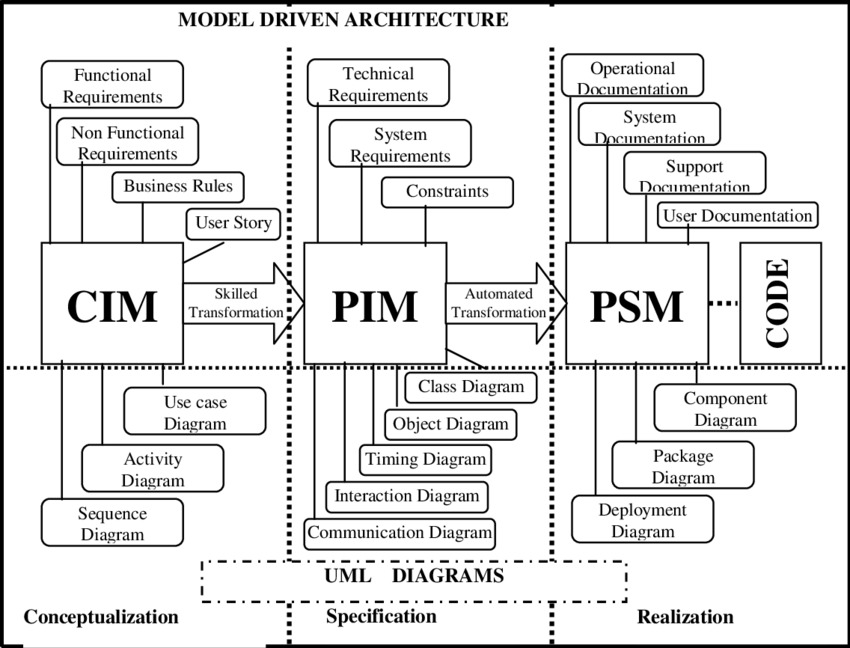 MODEL DRIVEN ARCHITECTURE
Functional
Requirements
Non Functional
Requirements
Business Rules
User Story
CIM
Skilled
Transformation
Use case
Diagram
Activity
Diagram
Sequence
Diagram
Technical
Requirements
System
Requirements
Constraints
PIM
Automated
Transformation
Class Diagram
Object Diagram
Timing Diagram
Interaction Diagram
Communication Diagram
Operational
Documentation
System
Documentation
Support
Documentation
User Documentation
PSM
CODE
Component
Diagram
Package
Diagram
Deployment
Diagram
UML DIAGRAMS
Conceptualization
Specification
Realization